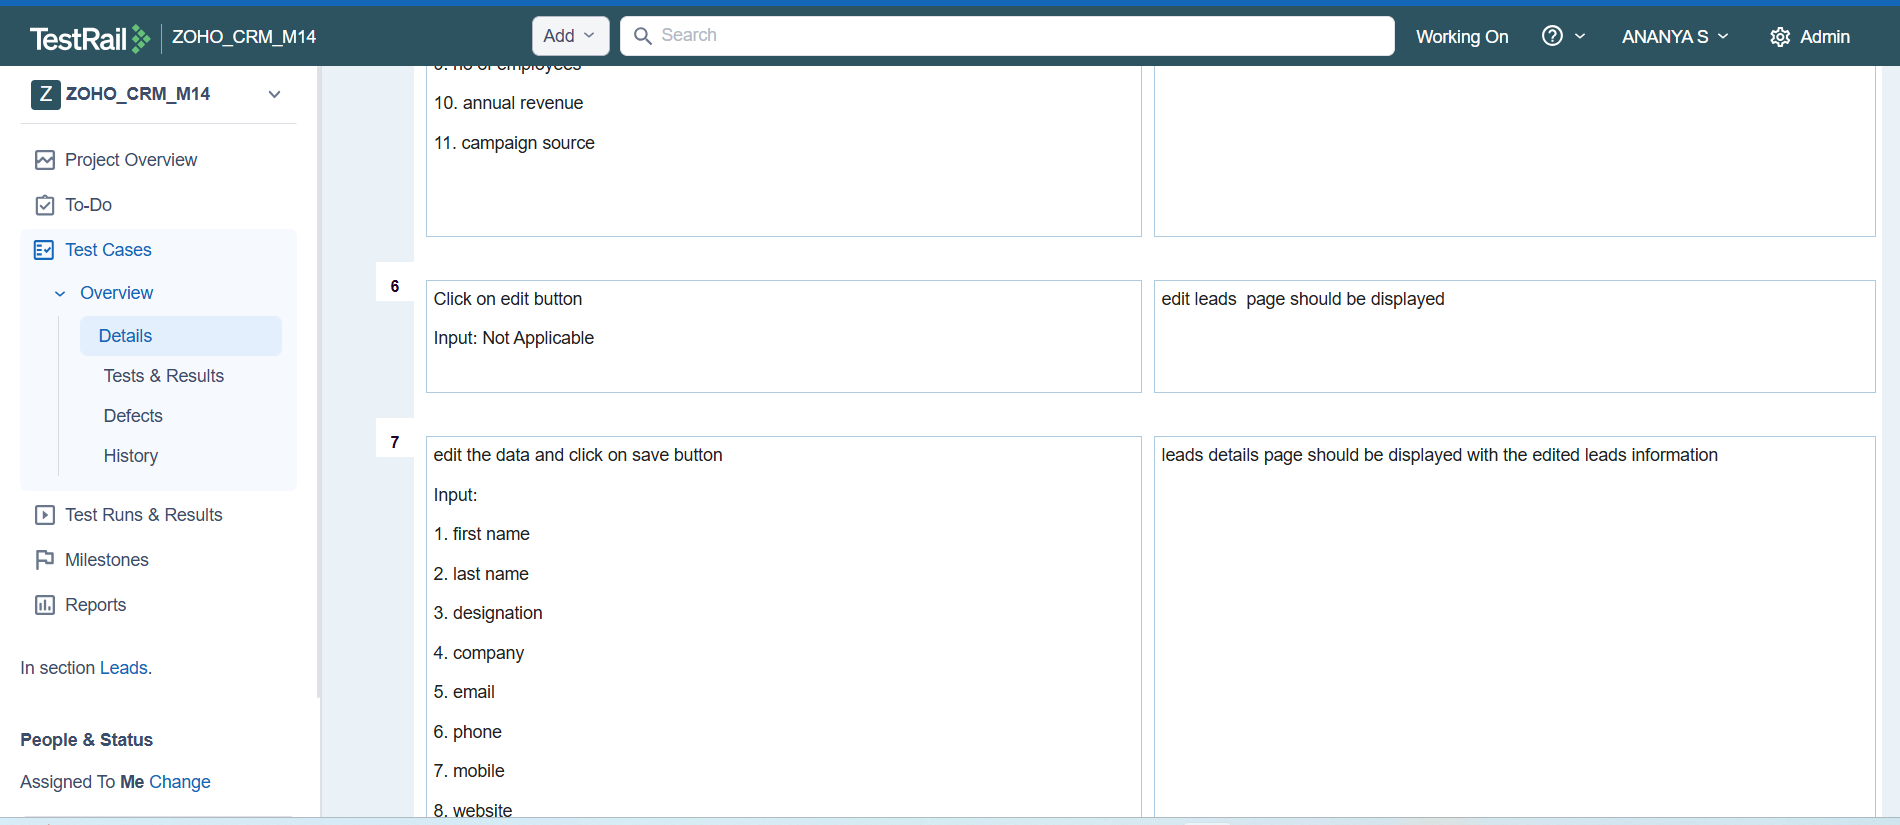 TestRail
ZOHO_CRM_M14
Add
Search
Working On
ANANYA S
Admin
Z ZOHO_CRM_M14
Project Overview
To-Do
Test Cases
Overview
Details
Tests & Results
Defects
History
Test Runs & Results
Milestones
Reports
In section Leads.
People & Status
Assigned To Me Change
9. no of employees
10. annual revenue
11. campaign source
6
Click on edit button
Input: Not Applicable
edit leads  page should be displayed
7
edit the data and click on save button
Input:
1. first name
2. last name
3. designation
4. company
5. email
6. phone
7. mobile
8. website
leads details page should be displayed with the edited leads information